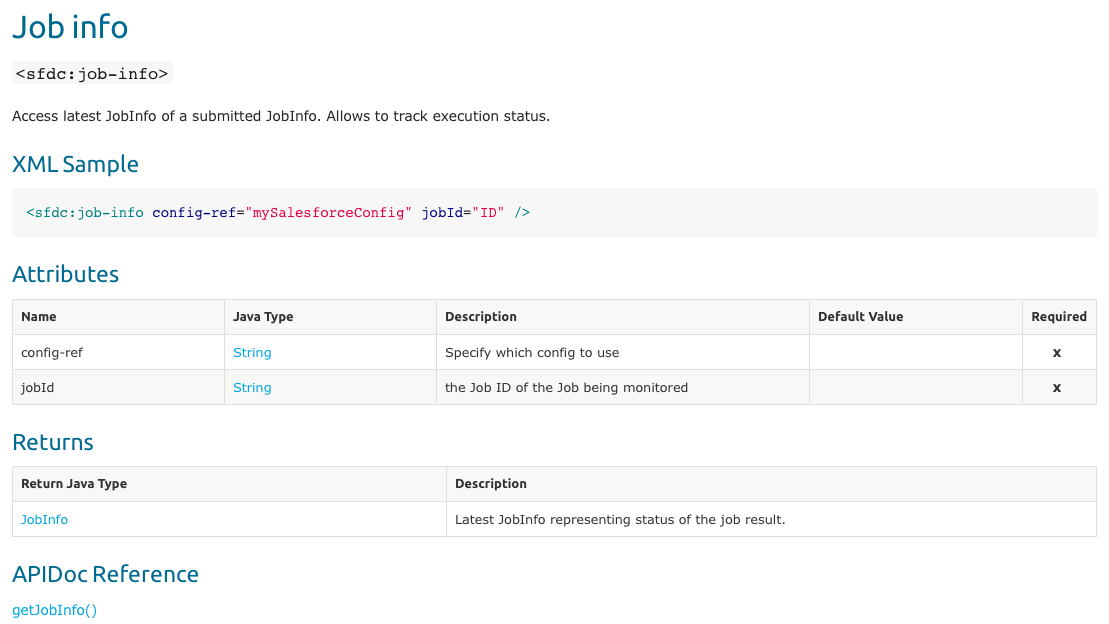 Job info
<sfdc:job-info>
Access latest JobInfo of a submitted JobInfo. Allows to track execution status.
XML Sample
<sfdc:job-info config-ref="mySalesforceConfig" jobId="ID" />
Attributes
Name Java Type Description Default Value Required
config-ref String Specify which config to use x
jobId String the Job ID of the Job being monitored x
Returns
Return Java Type Description
JobInfo Latest JobInfo representing status of the job result.
APIDoc Reference
getJobInfo()